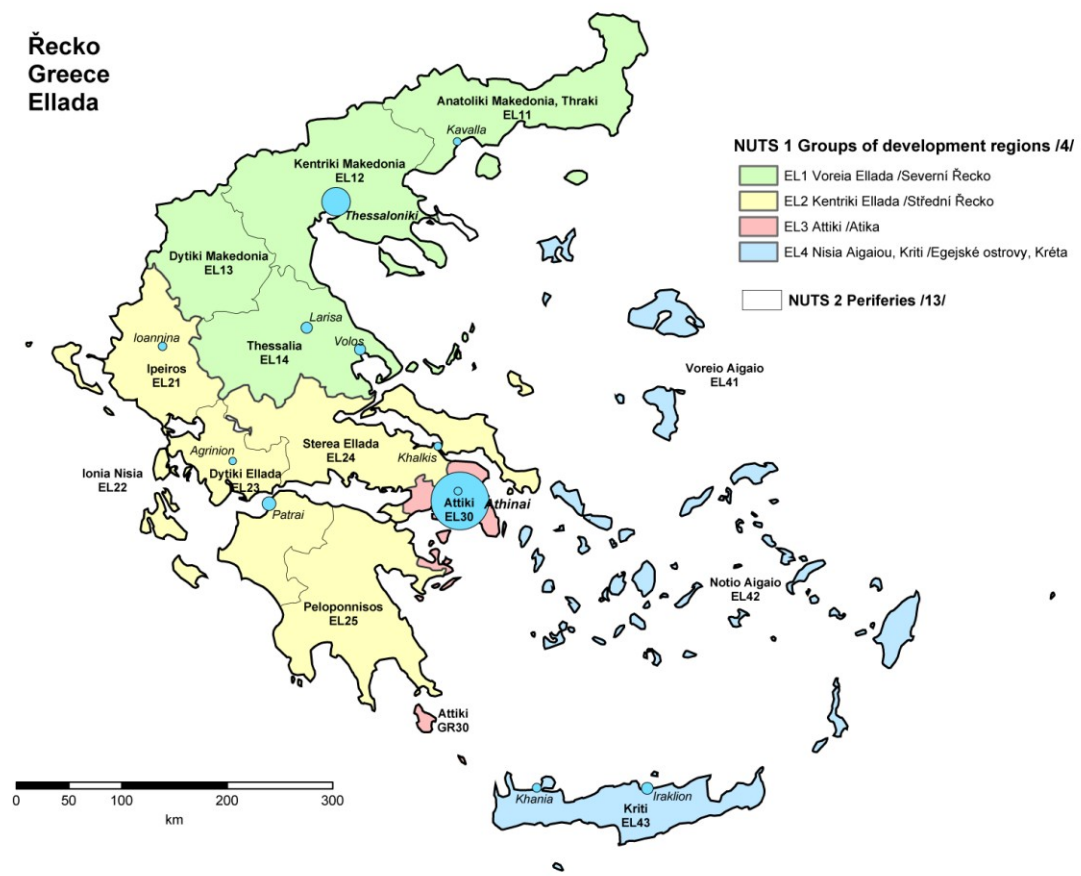 Řecko
Greece
Ellada
Anatoliki Makedonia, Thraki
EL11
Kavalla
NUTS 1 Groups of development regions /4/
Kentriki Makedonia
EL12
EL1 Voreia Ellada /Severní Řecko
EL2 Kentriki Ellada /Střední Řecko
Thessaloniki
EL3 Attiki /Atika
EL4 Nisia Aigaiou, Kriti /Egejské ostrovy, Kréta
Dytiki Makedonia
EL13
NUTS 2 Periferies /13/
Larisa
Ioannina
Volos
Thessalia
EL14
Ipeiros
EL21
Voreio Aigaio
EL41
Sterea Ellada
EL24
Agrinion
Khalkis
Ionia Nisia
EL22
Dytiki Ellada
EL23
Attiki
EL30
Athinai
Patrai
Notio Aigaio
EL42
Peloponnisos
EL25
Attiki
GR30
0 50 100 200 300
km
Khania
Iraklion
Kriti
EL43